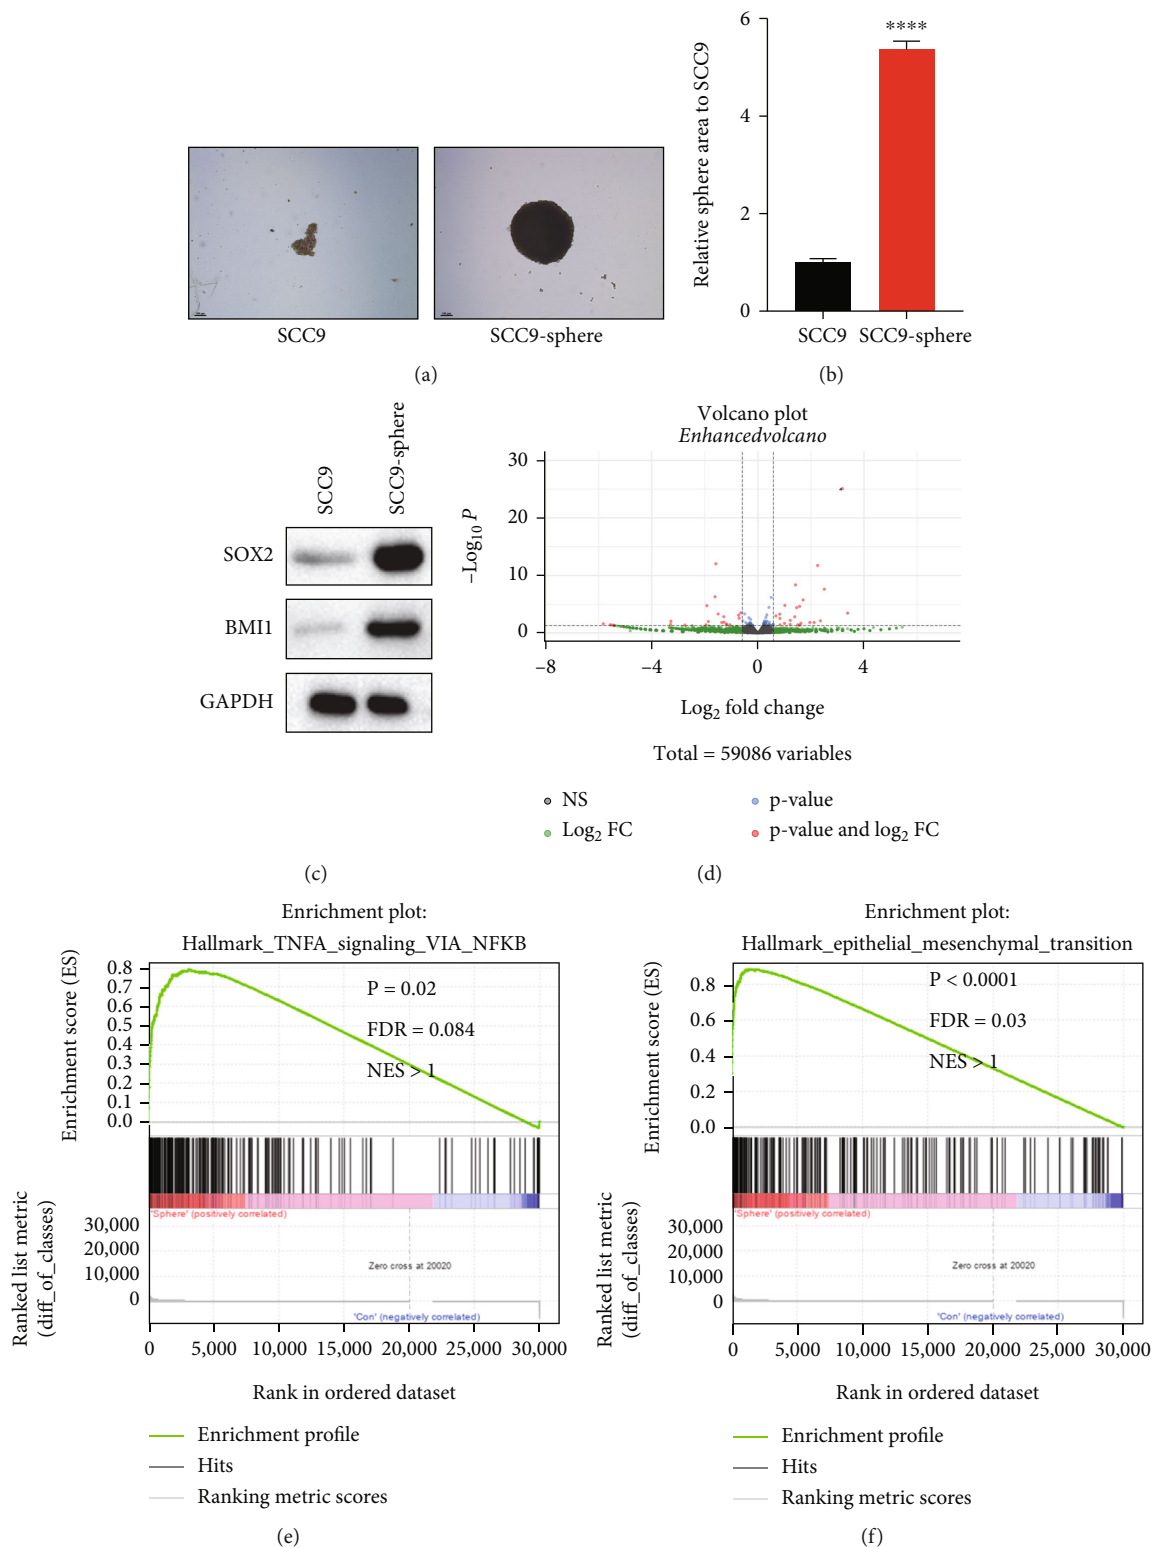 SCC9
SCC9-sphere
(a)
Relative sphere area to SCC9
6
4
2
0
****
SCC9
SCC9-sphere
(b)
SCC9
SCC9-sphere
SOX2
BMI1
GAPDH
(c)
Volcano plot
Enhancedvolcano
–Log10 P
30
20
10
0
–8
–4
0
4
Log2 fold change
Total = 59086 variables
NS
p-value
Log2 FC
p-value and log2 FC
(d)
Enrichment plot:
Hallmark_TNFA_signaling_VIA_NFKB
Enrichment score (ES)
0.8
0.7
0.6
0.5
0.4
0.3
0.2
0.1
0.0
P = 0.02
FDR = 0.084
NES > 1
'Sphere' (positively correlated)
Ranked list metric
(diff_of_classes)
30,000
20,000
10,000
0
Zero cross at 20020
'Con' (negatively correlated)
0
5,000
10,000
15,000
20,000
25,000
30,000
Rank in ordered dataset
Enrichment profile
Hits
Ranking metric scores
(e)
Enrichment plot:
Hallmark_epithelial_mesenchymal_transition
Enrichment score (ES)
0.8
0.6
0.4
0.2
0.0
P < 0.0001
FDR = 0.03
NES > 1
'Sphere' (positively correlated)
Ranked list metric
(diff_of_classes)
30,000
20,000
10,000
0
Zero cross at 20020
'Con' (negatively correlated)
0
5,000
10,000
15,000
20,000
25,000
30,000
Rank in ordered dataset
Enrichment profile
Hits
Ranking metric scores
(f)